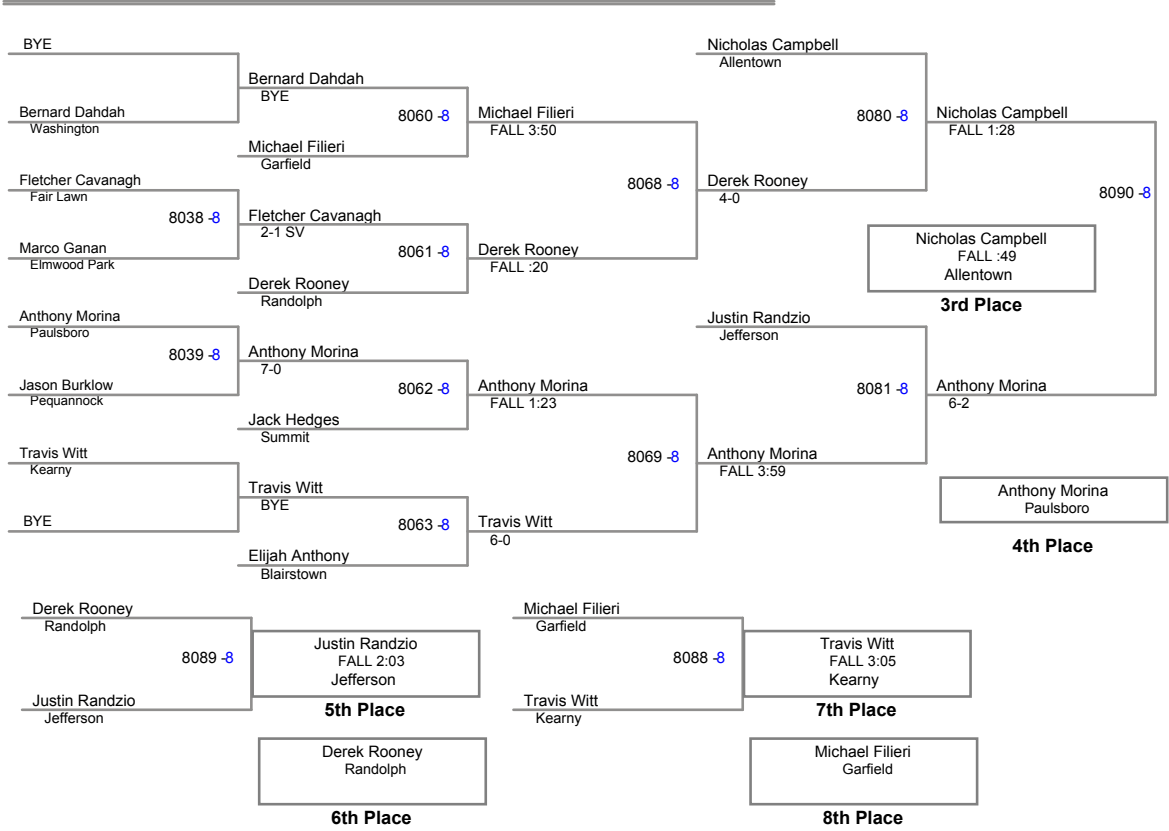 BYE
Bernard Dahdah
Washington
Fletcher Cavanagh
Fair Lawn
8038 -8
Marco Ganan
Elmwood Park
Anthony Morina
Paulsboro
8039 -8
Jason Burklow
Pequannock
Travis Witt
Kearny
BYE
Bernard Dahdah
BYE
8060 -8
Michael Filieri
Garfield
Fletcher Cavanagh
2-1 SV
8061 -8
Derek Rooney
Randolph
Anthony Morina
7-0
8062 -8
Jack Hedges
Summit
Travis Witt
BYE
8063 -8
Elijah Anthony
Blairstown
Michael Filieri
FALL 3:50
8068 -8
Derek Rooney
FALL :20
Anthony Morina
FALL 1:23
8069 -8
Travis Witt
6-0
Nicholas Campbell
Allentown
8080 -8
Derek Rooney
4-0
Justin Randzio
Jefferson
8081 -8
Anthony Morina
FALL 3:59
Nicholas Campbell
FALL 1:28
8090 -8
Anthony Morina
6-2
Nicholas Campbell
FALL :49
Allentown
3rd Place
Anthony Morina
Paulsboro
4th Place
Derek Rooney
Randolph
8089 -8
Justin Randzio
Jefferson
Justin Randzio
FALL 2:03
Jefferson
5th Place
Derek Rooney
Randolph
6th Place
Michael Filieri
Garfield
8088 -8
Travis Witt
Kearny
Travis Witt
FALL 3:05
Kearny
7th Place
Michael Filieri
Garfield
8th Place